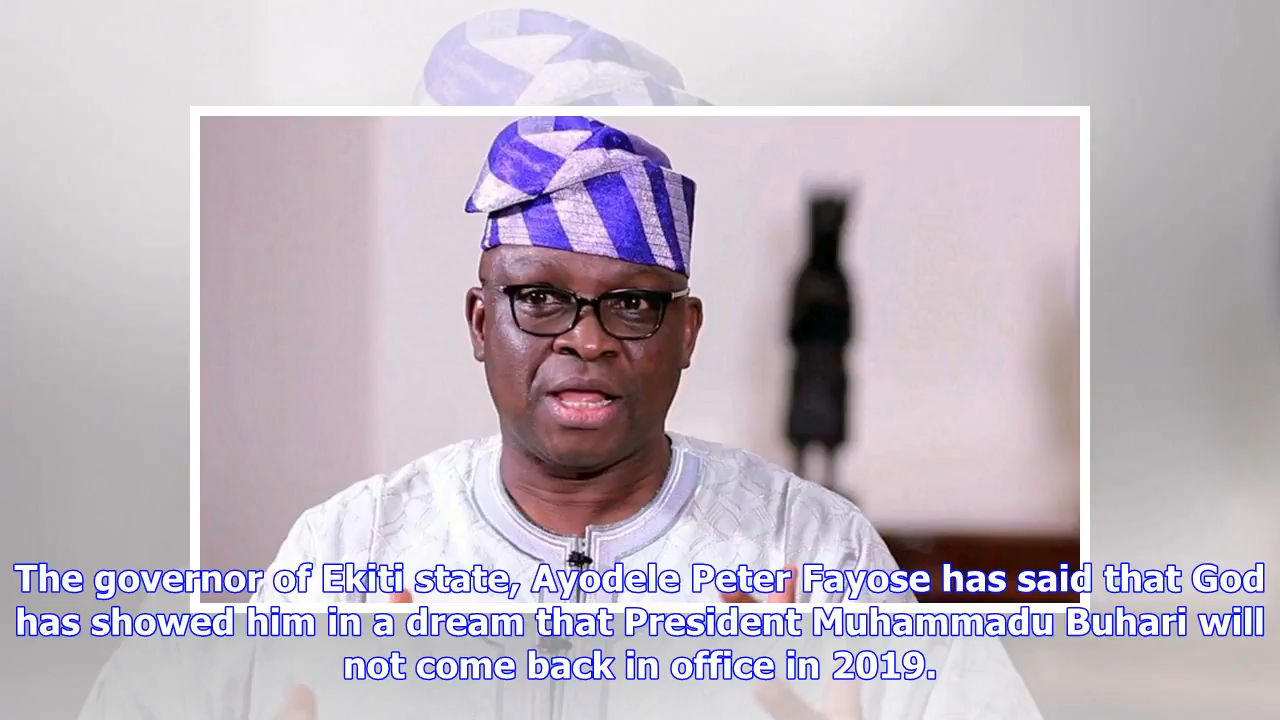 The governor of Ekiti state, Ayodele Peter Fayose has said that God
has showed him in a dream that President Muhammadu Buhari will
not come back in office in 2019.